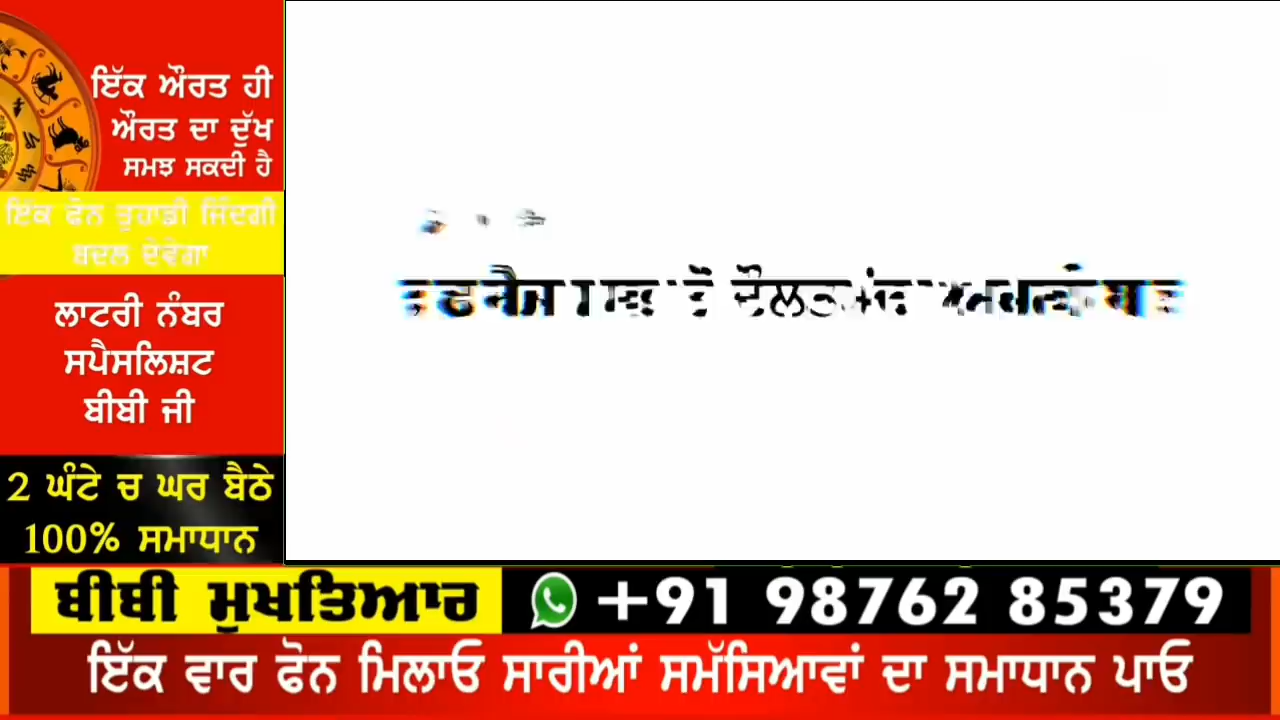 ਇੱਕ ਔਰਤ ਹੀ
ਔਰਤ ਦਾ ਦੁੱਖ
ਸਮਝ ਸਕਦੀ ਹੈ
ਇੱਕ ਫੋਨ ਤੁਹਾਡੀ ਜਿੰਦਗੀ
ਬਦਲ ਦੇਵੇਗਾ
ਲਾਟਰੀ ਨੰਬਰ
ਸਪੈਸਲਿਸ਼ਟ
ਬੀਬੀ ਜੀ
2 ਘੰਟੇ ਚ ਘਰ ਬੈਠੇ
100% ਸਮਾਧਾਨ
ਤੋਂ ਦੌਲਤ
ਬੀਬੀ ਮੁਖਤਿਆਰ +91 98762 85379
ਇੱਕ ਵਾਰ ਫੋਨ ਮਿਲਾਓ ਸਾਰੀਆਂ ਸਮੱਸਿਆਵਾਂ ਦਾ ਸਮਾਧਾਨ ਪਾਓ